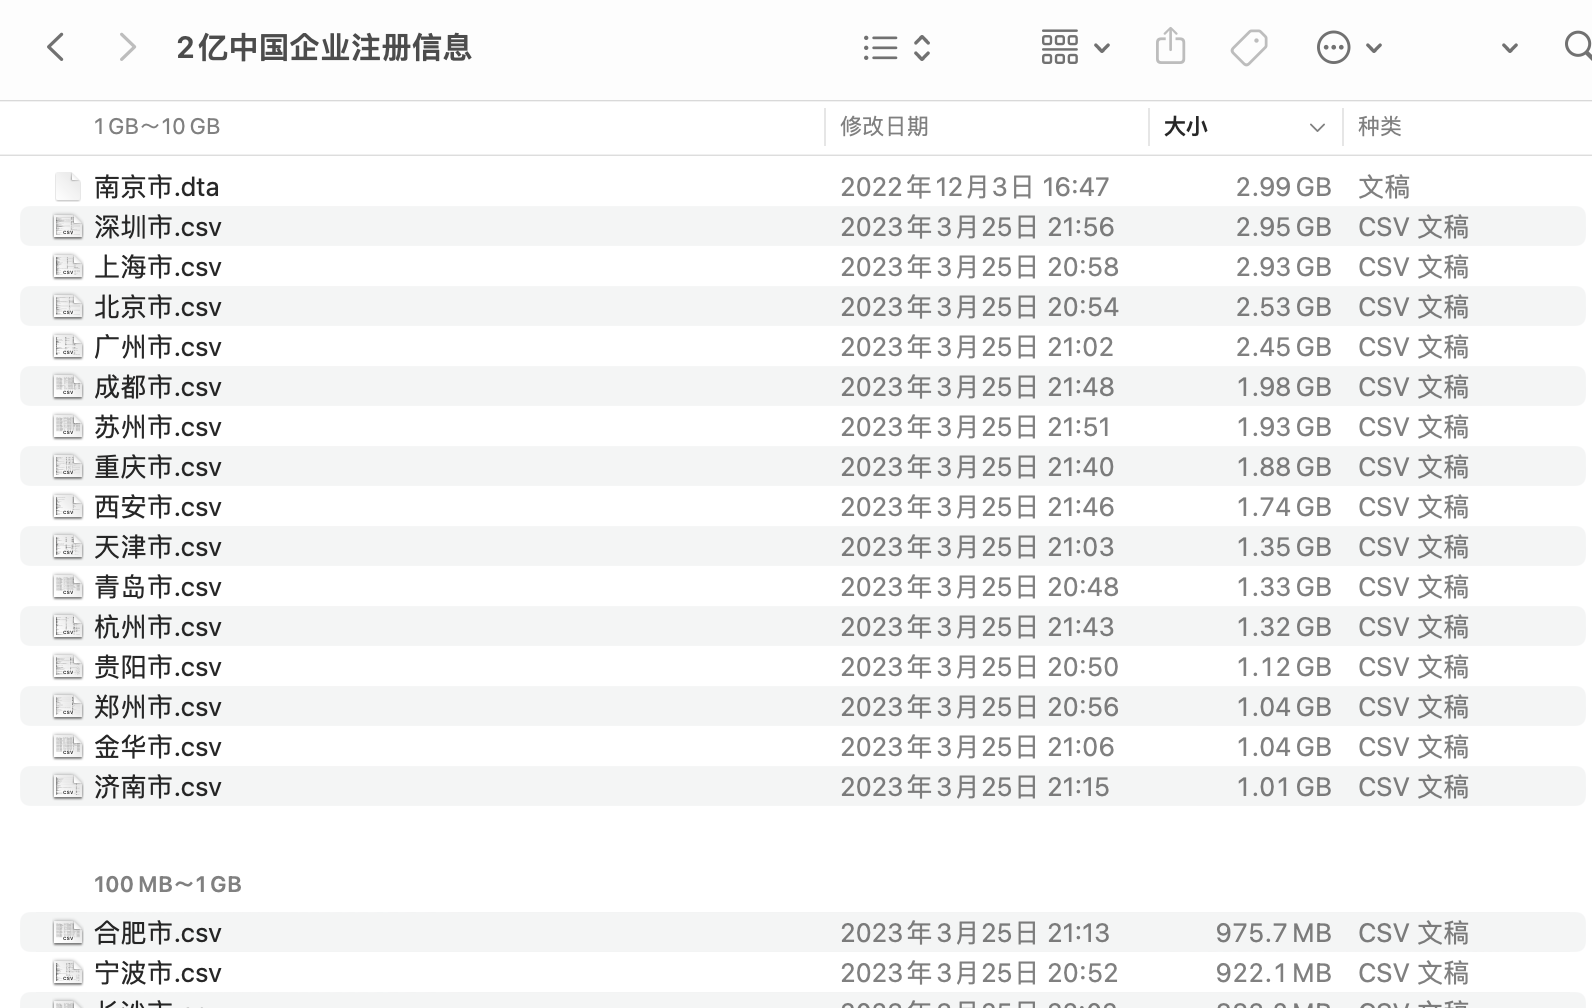 2亿中国企业注册信息
1 GB～10 GB 修改日期 大小 种类
南京市.dta 2022年12月3日 16:47 2.99 GB 文稿
深圳市.csv 2023年3月25日 21:56 2.95 GB CSV 文稿
上海市.csv 2023年3月25日 20:58 2.93 GB CSV 文稿
北京市.csv 2023年3月25日 20:54 2.53 GB CSV 文稿
广州市.csv 2023年3月25日 21:02 2.45 GB CSV 文稿
成都市.csv 2023年3月25日 21:48 1.98 GB CSV 文稿
苏州市.csv 2023年3月25日 21:51 1.93 GB CSV 文稿
重庆市.csv 2023年3月25日 21:40 1.88 GB CSV 文稿
西安市.csv 2023年3月25日 21:46 1.74 GB CSV 文稿
天津市.csv 2023年3月25日 21:03 1.35 GB CSV 文稿
青岛市.csv 2023年3月25日 20:48 1.33 GB CSV 文稿
杭州市.csv 2023年3月25日 21:43 1.32 GB CSV 文稿
贵阳市.csv 2023年3月25日 20:50 1.12 GB CSV 文稿
郑州市.csv 2023年3月25日 20:56 1.04 GB CSV 文稿
金华市.csv 2023年3月25日 21:06 1.04 GB CSV 文稿
济南市.csv 2023年3月25日 21:15 1.01 GB CSV 文稿
100 MB～1 GB
合肥市.csv 2023年3月25日 21:13 975.7 MB CSV 文稿
宁波市.csv 2023年3月25日 20:52 922.1 MB CSV 文稿